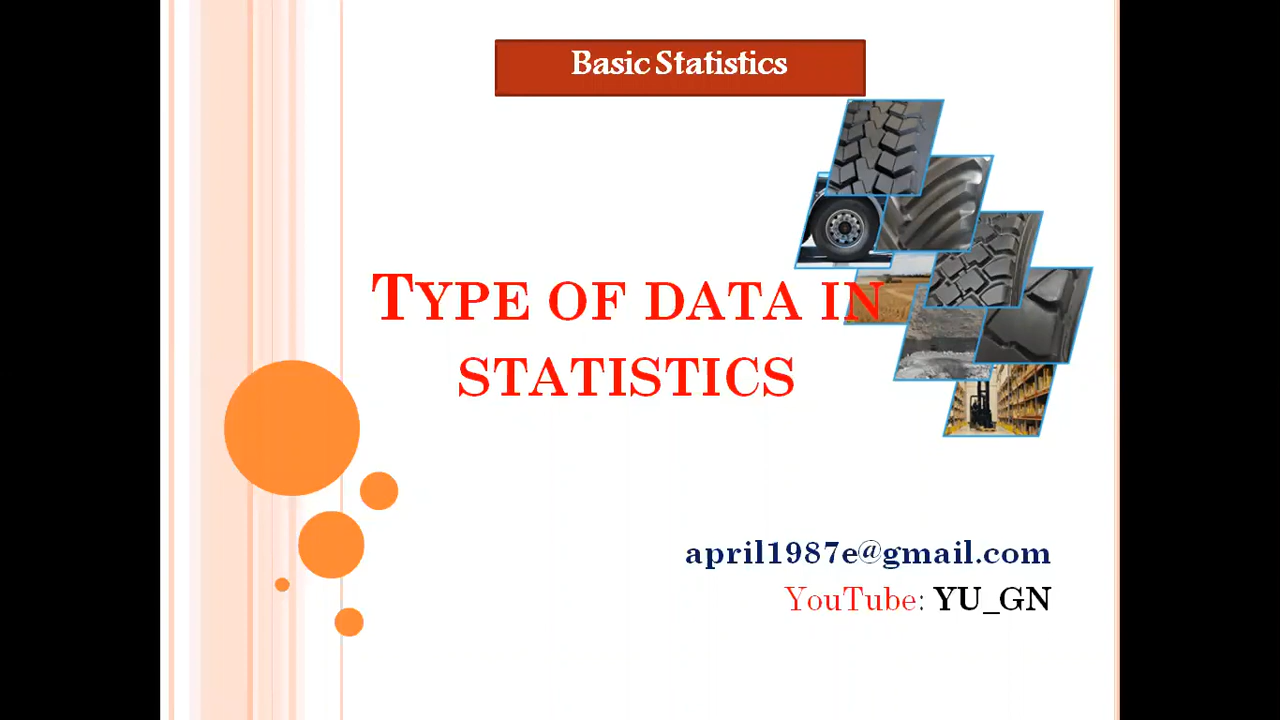 Basic Statistics
TYPE OF DATA IN
STATISTICS
april1987e@gmail.com
YouTube: YU_GN